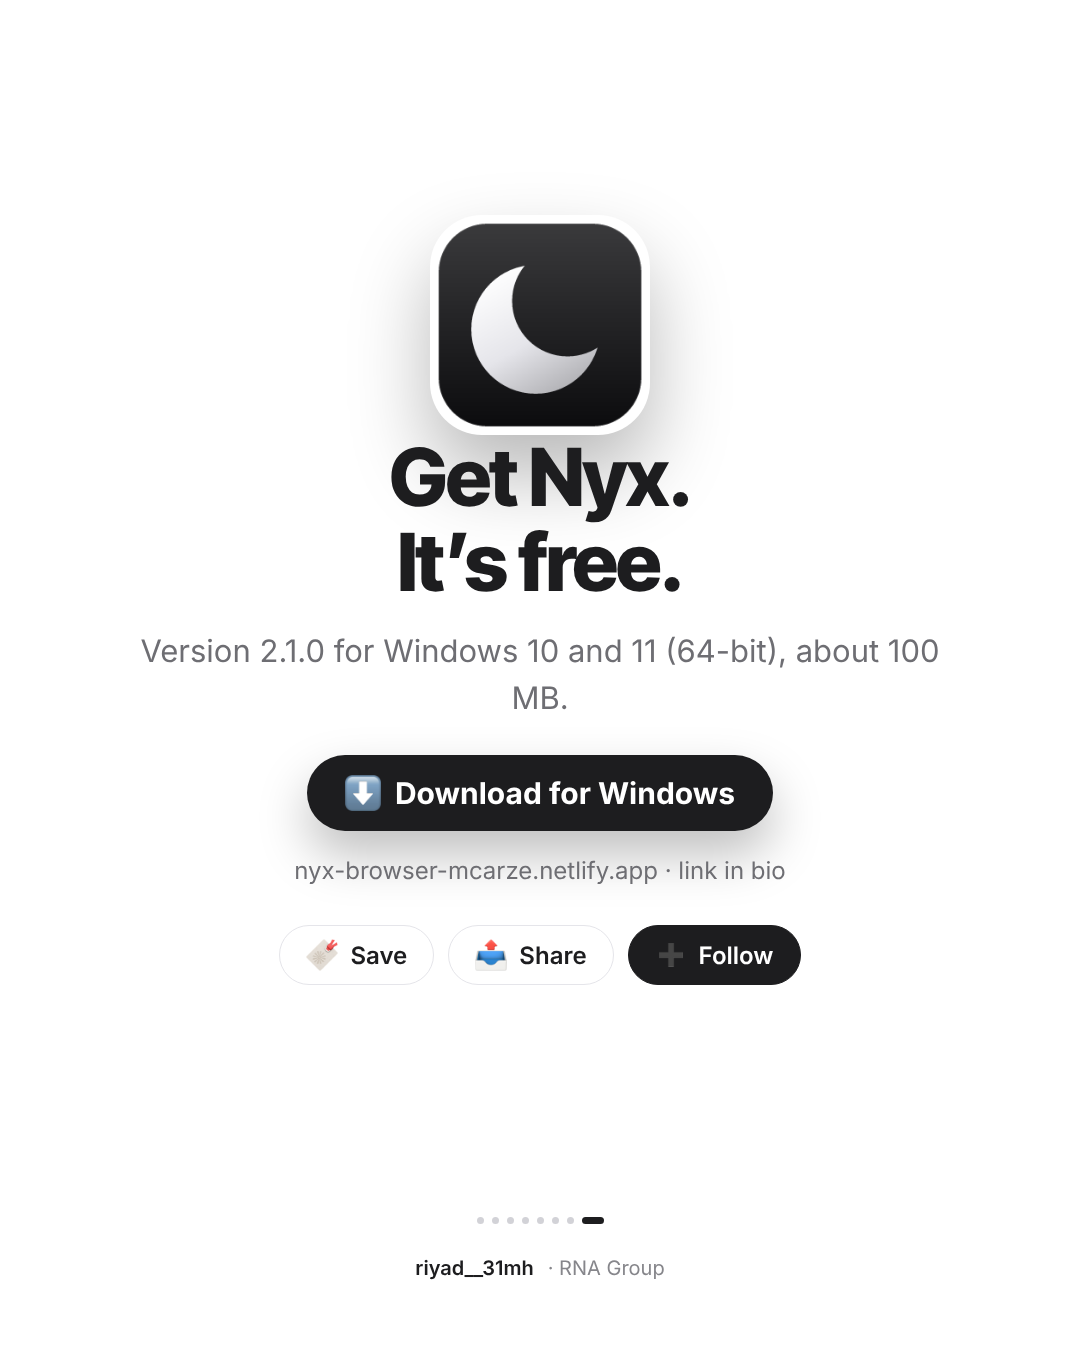 Get Nyx.
It’s free.
Version 2.1.0 for Windows 10 and 11 (64-bit), about 100
MB.
⬇️ Download for Windows
nyx-browser-mcarze.netlify.app · link in bio
Save
Share
➕ Follow
riyad__31mh · RNA Group